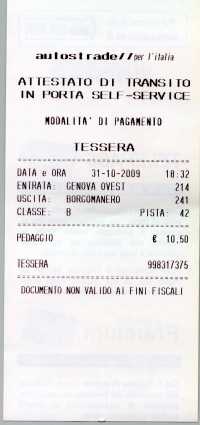 autostrade//per l'italia
ATTESTATO DI TRANSITO
IN PORTA SELF-SERVICE
MODALITA' DI PAGAMENTO
TESSERA
DATA e ORA 31-10-2009 18:32
ENTRATA: GENOVA OVEST 214
USCITA: BORGOMANERO 241
CLASSE: B PISTA: 42
PEDAGGIO € 10,50
TESSERA 998317375
DOCUMENTO NON VALIDO AI FINI FISCALI